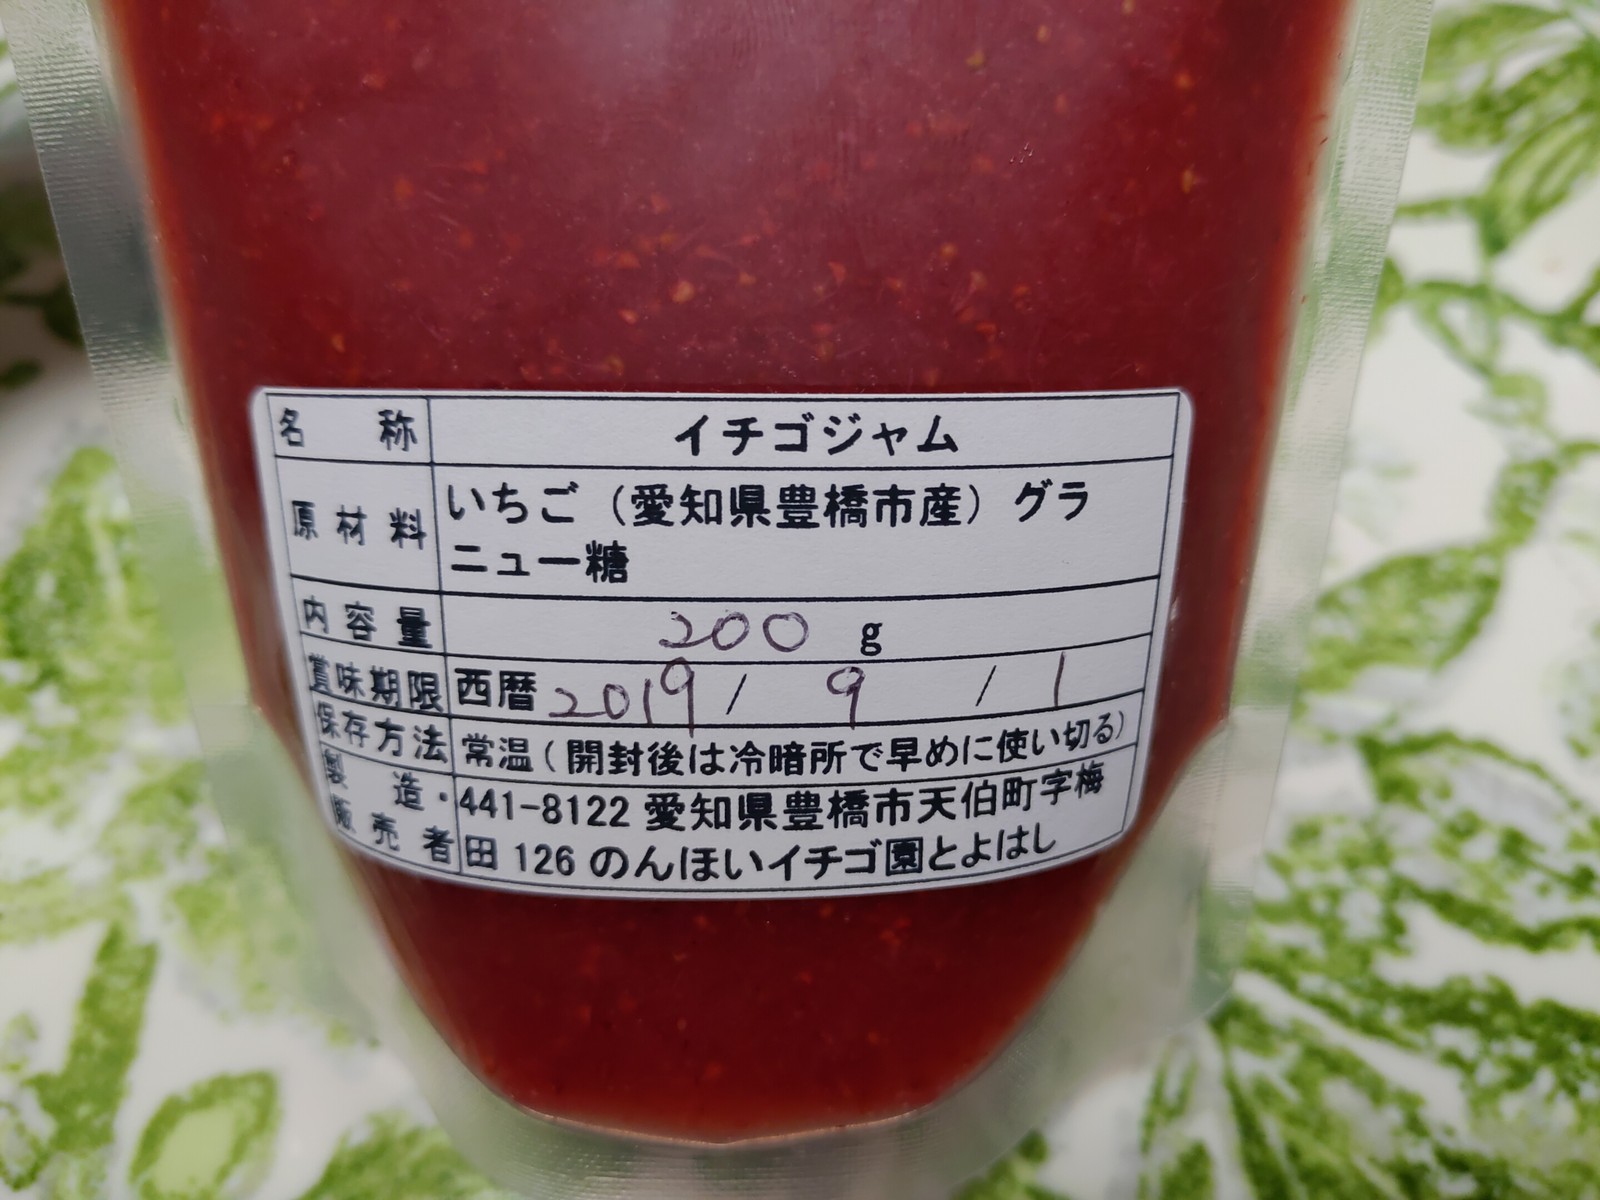 名称 イチゴジャム
原材料 いちご（愛知県豊橋市産）グラ
ニュー糖
内容量 200 g
賞味期限 西暦 2019 / 9 / 1
保存方法 常温（開封後は冷暗所で早めに使い切る）
製造・ 441-8122 愛知県豊橋市天伯町字梅
販売者 田 126 のんほいイチゴ園とよはし